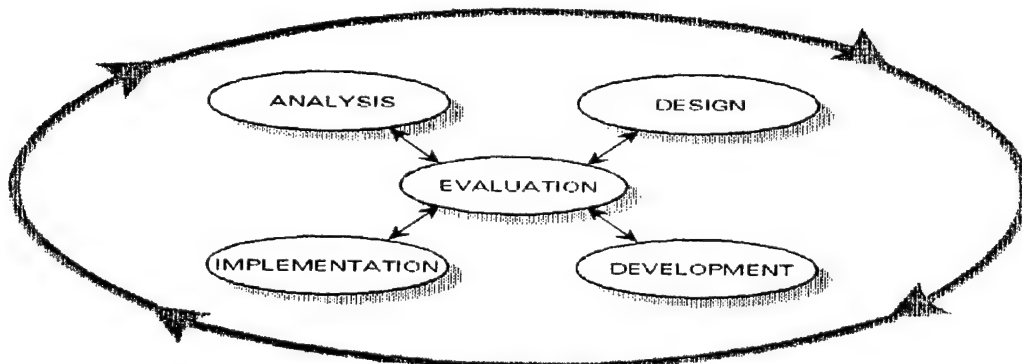 ANALYSIS
DESIGN
EVALUATION
IMPLEMENTATION
DEVELOPMENT